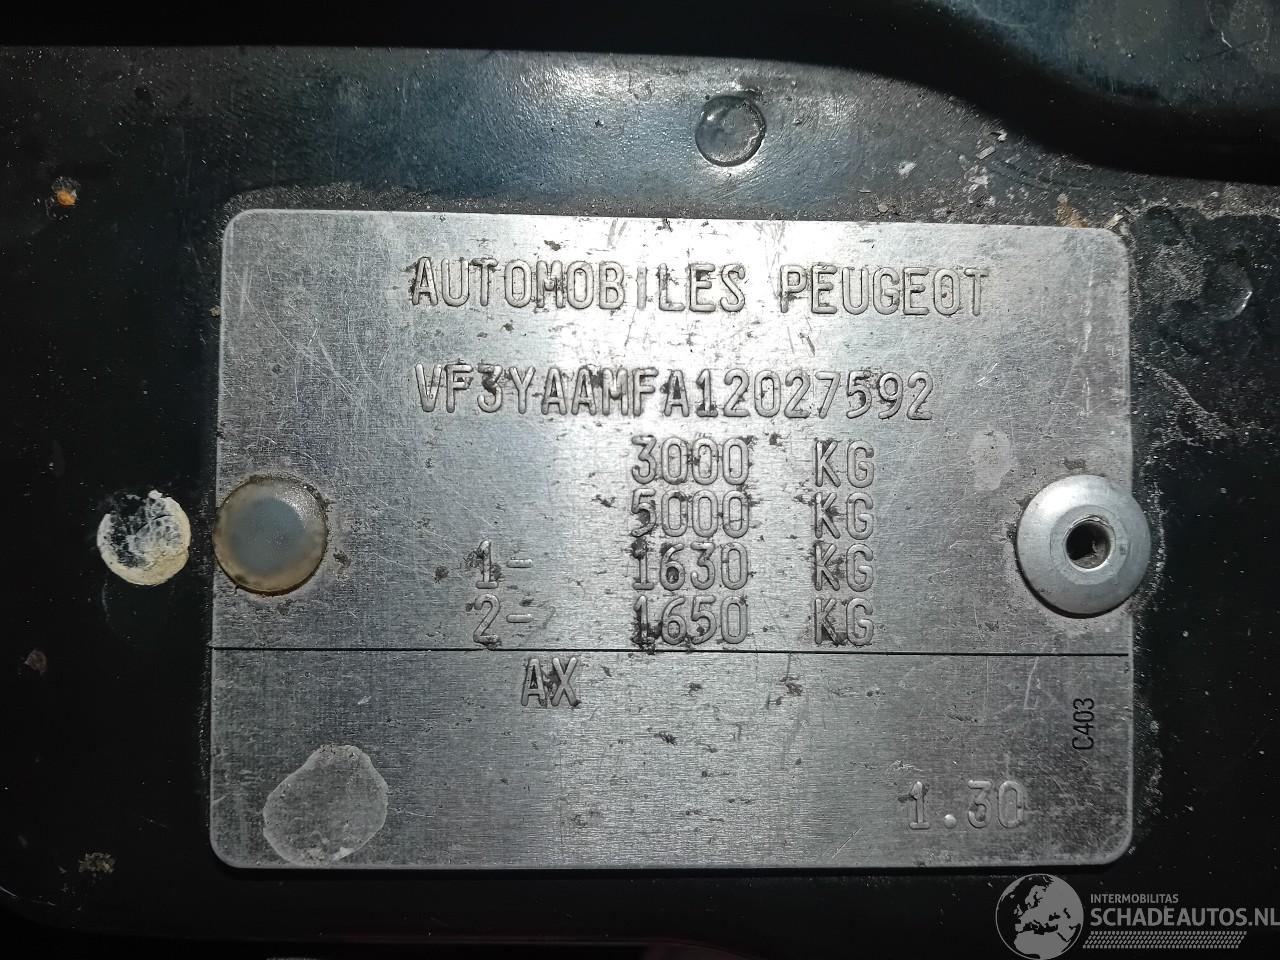 AUTOMOBILES PEUGEOT
VF3YAAMFA12027592
3000 KG
5000 KG
1- 1630 KG
2- 1650 KG
AX
C403
1.30
INTERMOBILITAS
SCHADEAUTOS.NL